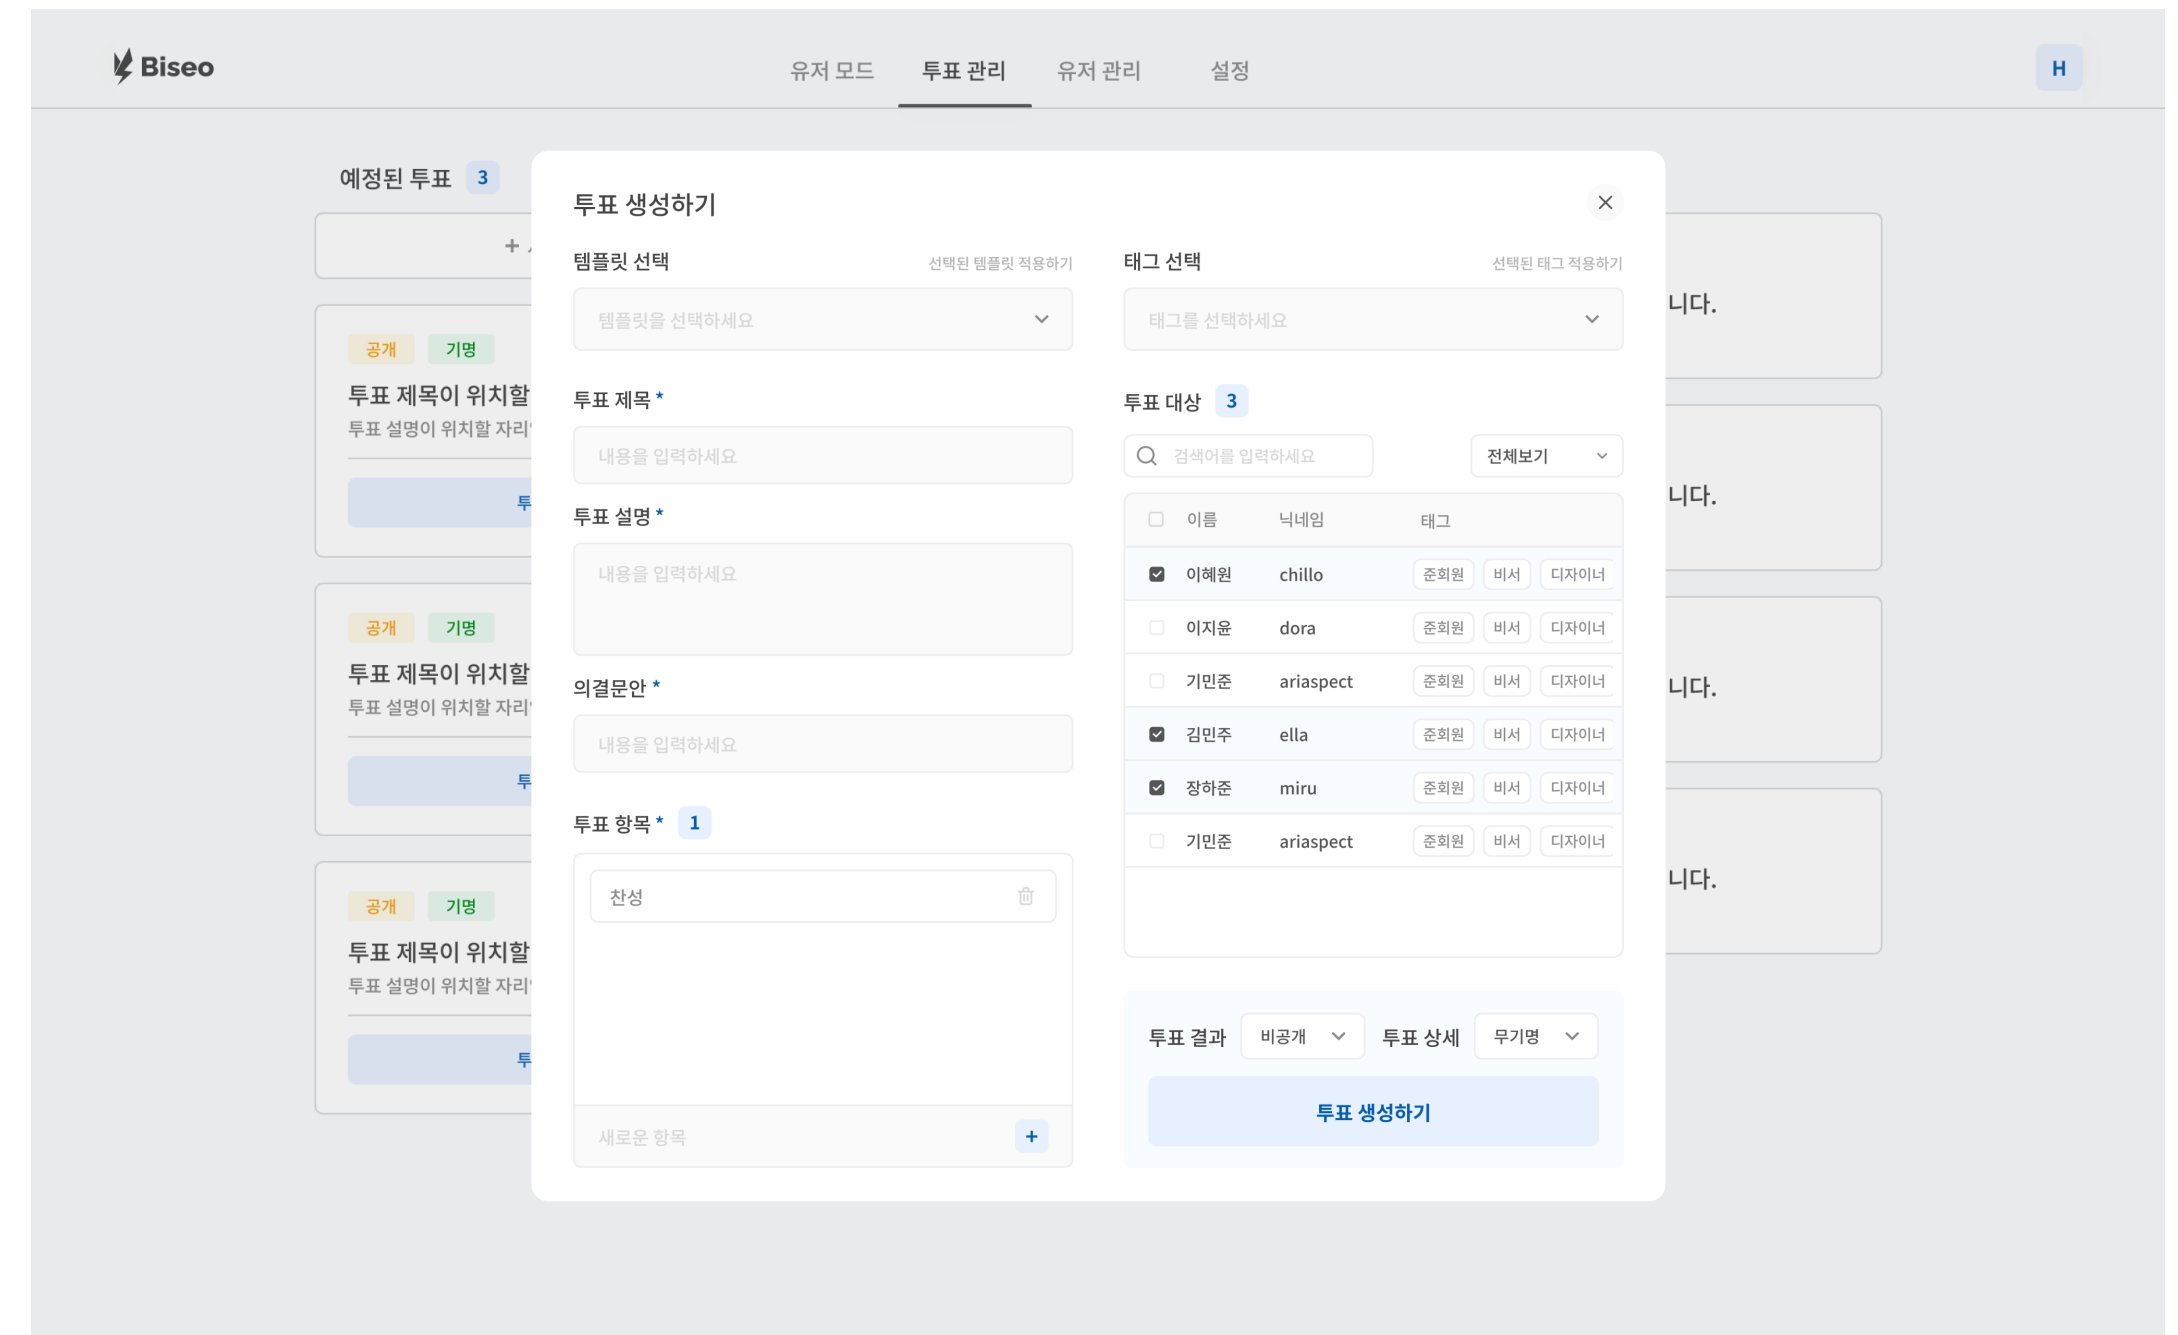 Biseo
유저 모드 투표 관리 유저 관리 설정
H
예정된 투표 3
+
공개 기명
투표 제목이 위치할
투표 설명이 위치할 자리
투
공개 기명
투표 제목이 위치할
투표 설명이 위치할 자리
투
공개 기명
투표 제목이 위치할
투표 설명이 위치할 자리
투
투표 생성하기
템플릿 선택 선택된 템플릿 적용하기
템플릿을 선택하세요
투표 제목 *
내용을 입력하세요
투표 설명 *
내용을 입력하세요
의결문안 *
내용을 입력하세요
투표 항목 * 1
찬성
새로운 항목 +
태그 선택 선택된 태그 적용하기
태그를 선택하세요
투표 대상 3
검색어를 입력하세요 전체보기
이름 닉네임 태그
이혜원 chillo 준회원 비서 디자이너
이지윤 dora 준회원 비서 디자이너
기민준 ariaspect 준회원 비서 디자이너
김민주 ella 준회원 비서 디자이너
장하준 miru 준회원 비서 디자이너
기민준 ariaspect 준회원 비서 디자이너
투표 결과 비공개 투표 상세 무기명
투표 생성하기
니다.
니다.
니다.
니다.